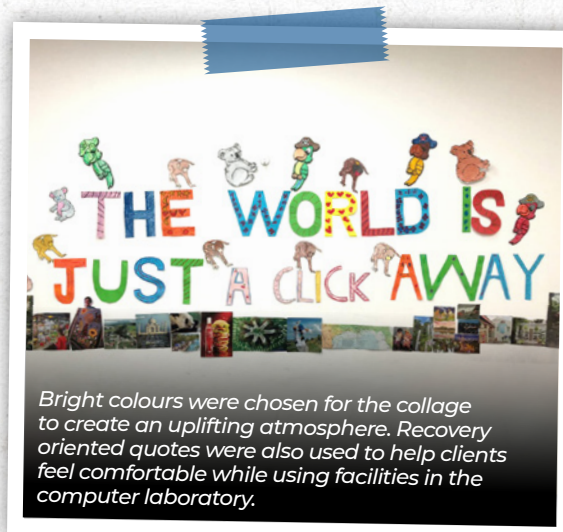 THE WORLD IS
JUST A CLICK AWAY
Bright colours were chosen for the collage
to create an uplifting atmosphere. Recovery
oriented quotes were also used to help clients
feel comfortable while using facilities in the
computer laboratory.